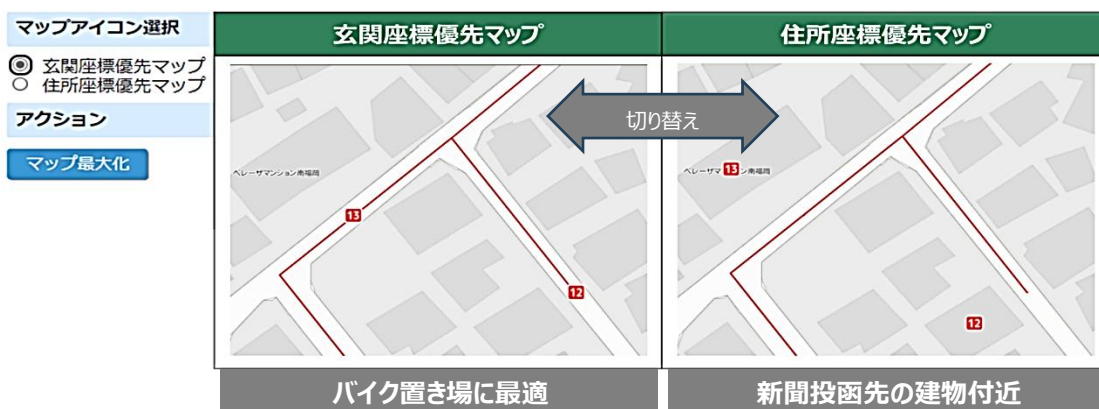 マップアイコン選択
玄関座標優先マップ
住所座標優先マップ
アクション
マップ最大化
玄関座標優先マップ
住所座標優先マップ
切り替え
ベレーザマンション南福岡
13
12
ベレーザマ
13
ン南福岡
12
バイク置き場に最適
新聞投函先の建物付近